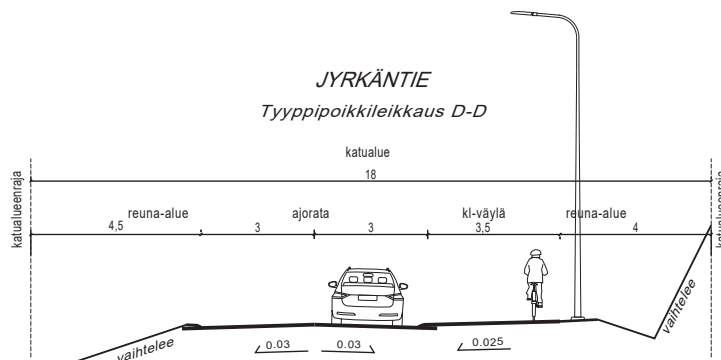 JYRKÄNTIE
Tyyppipoikkileikkaus D-D
katualue
18
katualueenraja
katualueenraja
reuna-alue
ajorata
kl-väylä
reuna-alue
4,5
3
3
3,5
4
vaihtelee
vaihtelee
0.03
0.03
0.025